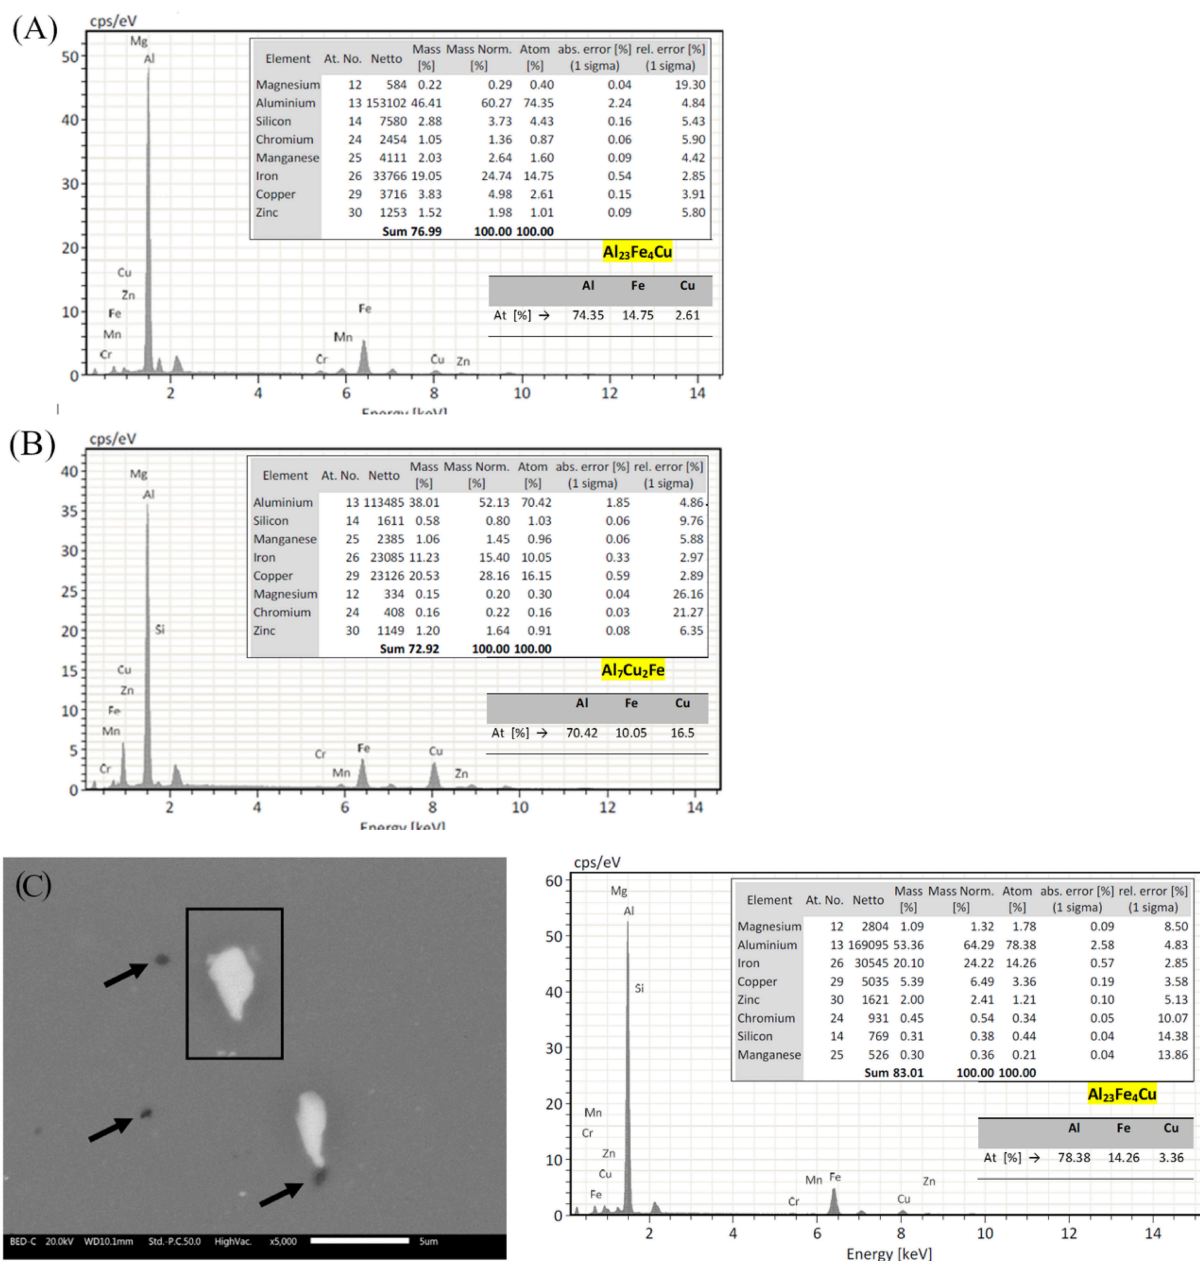 (A)
cps/eV
Element At. No. Netto Mass [%] Mass Norm. [%] Atom [%] abs. error [%] (1 sigma) rel. error [%] (1 sigma)
Magnesium 12 584 0.22 0.29 0.40 0.04 19.30
Aluminium 13 153102 46.41 60.27 74.35 2.24 4.84
Silicon 14 7580 2.88 3.73 4.43 0.16 5.43
Chromium 24 2454 1.05 1.36 0.87 0.06 5.90
Manganese 25 4111 2.03 2.64 1.60 0.09 4.42
Iron 26 33766 19.05 24.74 14.75 0.54 2.85
Copper 29 3716 3.83 4.98 2.61 0.15 3.91
Zinc 30 1253 1.52 1.98 1.01 0.09 5.80
Sum 76.99 100.00 100.00
Al₂₃Fe₄Cu
Al Fe Cu
At [%] → 74.35 14.75 2.61
Mg
Al
Cu
Zn
Fe
Mn
Cr
Cr
Mn
Fe
Cu
Zn
50
40
30
20
10
0
2 4 6 8 10 12 14
Energy [keV]
(B)
cps/eV
Element At. No. Netto Mass [%] Mass Norm. [%] Atom [%] abs. error [%] (1 sigma) rel. error [%] (1 sigma)
Aluminium 13 113485 38.01 52.13 70.42 1.85 4.86
Silicon 14 1611 0.58 0.80 1.03 0.06 9.76
Manganese 25 2385 1.06 1.45 0.96 0.06 5.88
Iron 26 23085 11.23 15.40 10.05 0.33 2.97
Copper 29 23126 20.53 28.16 16.15 0.59 2.89
Magnesium 12 334 0.15 0.20 0.30 0.04 26.16
Chromium 24 408 0.16 0.22 0.16 0.03 21.27
Zinc 30 1149 1.20 1.64 0.91 0.08 6.35
Sum 72.92 100.00 100.00
Al₇Cu₂Fe
Al Fe Cu
At [%] → 70.42 10.05 16.5
Mg
Al
Si
Cu
Zn
Fe
Mn
Cr
Cr
Mn
Fe
Cu
Zn
40
35
30
25
20
15
10
5
0
2 4 6 8 10 12 14
Energy [keV]
(C)
BED-C 20.0kV WD10.1mm Std.-P.C.50.0 HighVac. x5,000 5um
cps/eV
Element At. No. Netto Mass [%] Mass Norm. [%] Atom [%] abs. error [%] (1 sigma) rel. error [%] (1 sigma)
Magnesium 12 2804 1.09 1.32 1.78 0.09 8.50
Aluminium 13 169095 53.36 64.29 78.38 2.58 4.83
Iron 26 30545 20.10 24.22 14.26 0.57 2.85
Copper 29 5035 5.39 6.49 3.36 0.19 3.58
Zinc 30 1621 2.00 2.41 1.21 0.10 5.13
Chromium 24 931 0.45 0.54 0.34 0.05 10.07
Silicon 14 769 0.31 0.38 0.44 0.04 14.38
Manganese 25 526 0.30 0.36 0.21 0.04 13.86
Sum 83.01 100.00 100.00
Al₂₃Fe₄Cu
Al Fe Cu
At [%] → 78.38 14.26 3.36
Mg
Al
Si
Mn
Cr
Zn
Cu
Fe
Cr
Mn
Fe
Cu
Zn
60
50
40
30
20
10
0
2 4 6 8 10 12 14
Energy [keV]